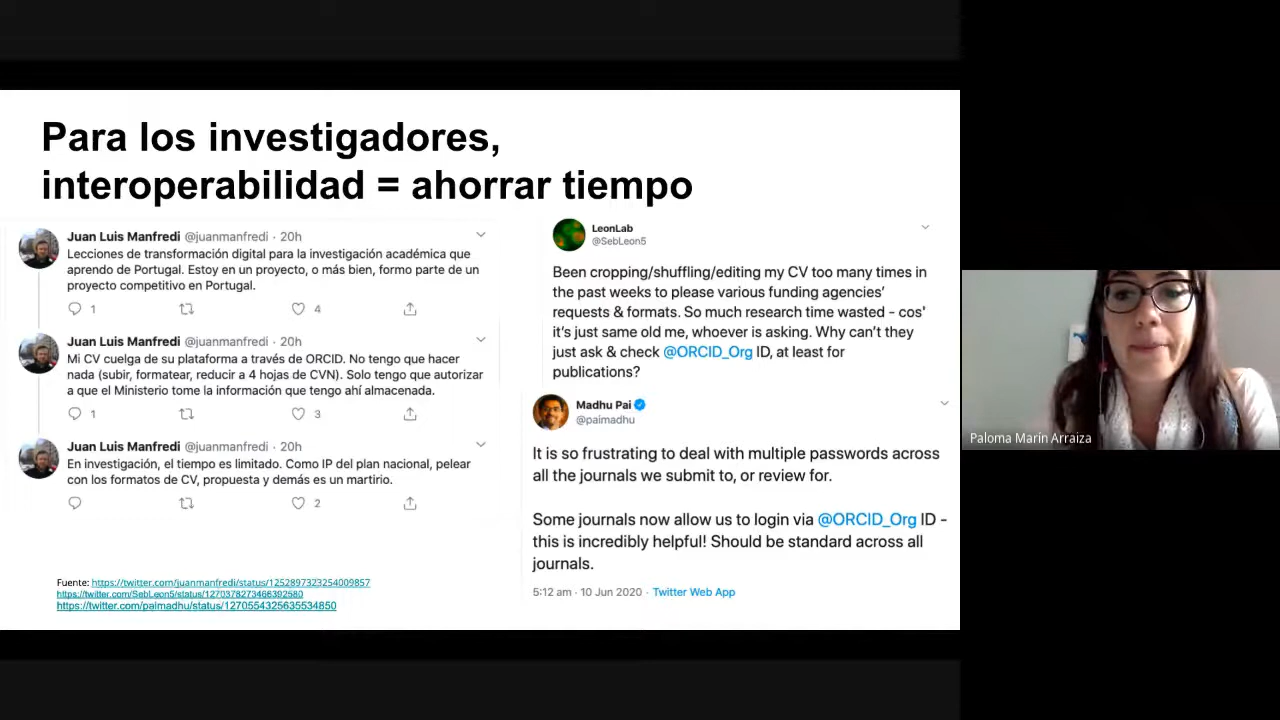 Para los investigadores,
interoperabilidad = ahorrar tiempo
Juan Luis Manfredi @juanmanfredi · 20h
Lecciones de transformación digital para la investigación académica que
aprendo de Portugal. Estoy en un proyecto, o más bien, formo parte de un
proyecto competitivo en Portugal.
1 4
Juan Luis Manfredi @juanmanfredi · 20h
Mi CV cuelga de su plataforma a través de ORCID. No tengo que hacer
nada (subir, formatear, reducir a 4 hojas de CVN). Solo tengo que autorizar
a que el Ministerio tome la información que tengo ahí almacenada.
1 3
Juan Luis Manfredi @juanmanfredi · 20h
En investigación, el tiempo es limitado. Como IP del plan nacional, pelear
con los formatos de CV, propuesta y demás es un martirio.
2
Fuente: https://twitter.com/juanmanfredi/status/1252897323254009857
https://twitter.com/SebLeon5/status/1270378273466392580
https://twitter.com/paimadhu/status/1270554325635534850
LeonLab
@SebLeon5
Been cropping/shuffling/editing my CV too many times in
the past weeks to please various funding agencies'
requests & formats. So much research time wasted - cos'
it's just same old me, whoever is asking. Why can't they
just ask & check @ORCID_Org ID, at least for
publications?
Madhu Pai
@paimadhu
It is so frustrating to deal with multiple passwords across
all the journals we submit to, or review for.
Some journals now allow us to login via @ORCID_Org ID -
this is incredibly helpful! Should be standard across all
journals.
5:12 am · 10 Jun 2020 · Twitter Web App
Paloma Marín Arraiza